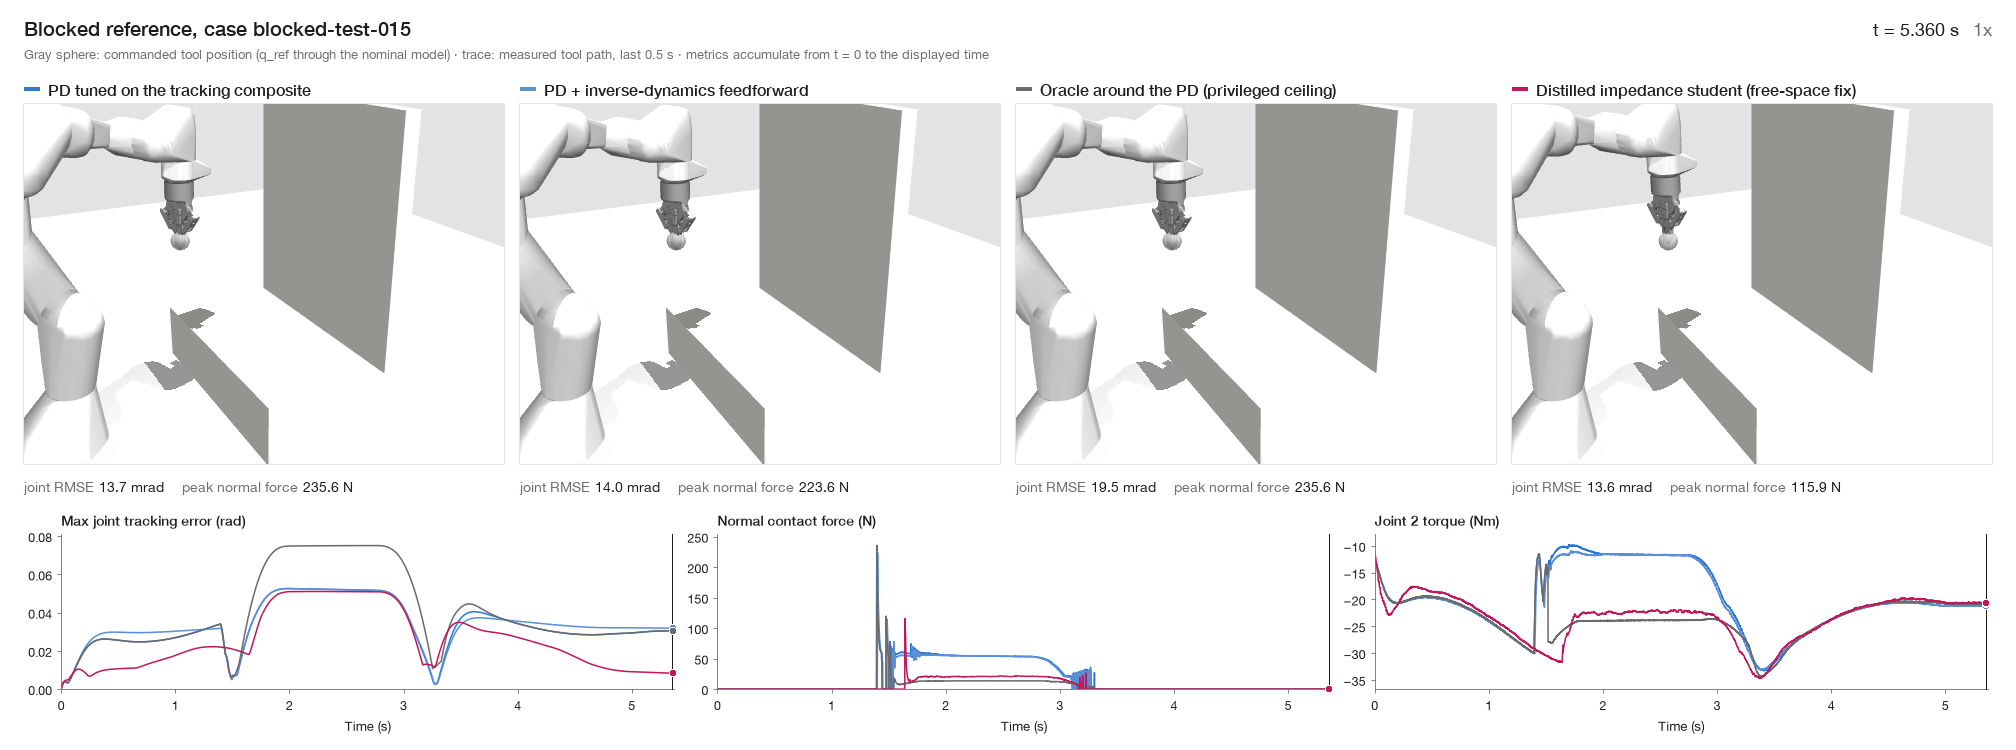 Blocked reference, case blocked-test-015
t = 5.360 s 1x
Gray sphere: commanded tool position (q_ref through the nominal model) · trace: measured tool path, last 0.5 s · metrics accumulate from t = 0 to the displayed time
PD tuned on the tracking composite
PD + inverse-dynamics feedforward
Oracle around the PD (privileged ceiling)
Distilled impedance student (free-space fix)
joint RMSE 13.7 mrad peak normal force 235.6 N
joint RMSE 14.0 mrad peak normal force 223.6 N
joint RMSE 19.5 mrad peak normal force 235.6 N
joint RMSE 13.6 mrad peak normal force 115.9 N
Max joint tracking error (rad)
0.08
0.06
0.04
0.02
0.00
0 1 2 3 4 5
Time (s)
Normal contact force (N)
250
200
150
100
50
0
0 1 2 3 4 5
Time (s)
Joint 2 torque (Nm)
−10
−15
−20
−25
−30
−35
0 1 2 3 4 5
Time (s)